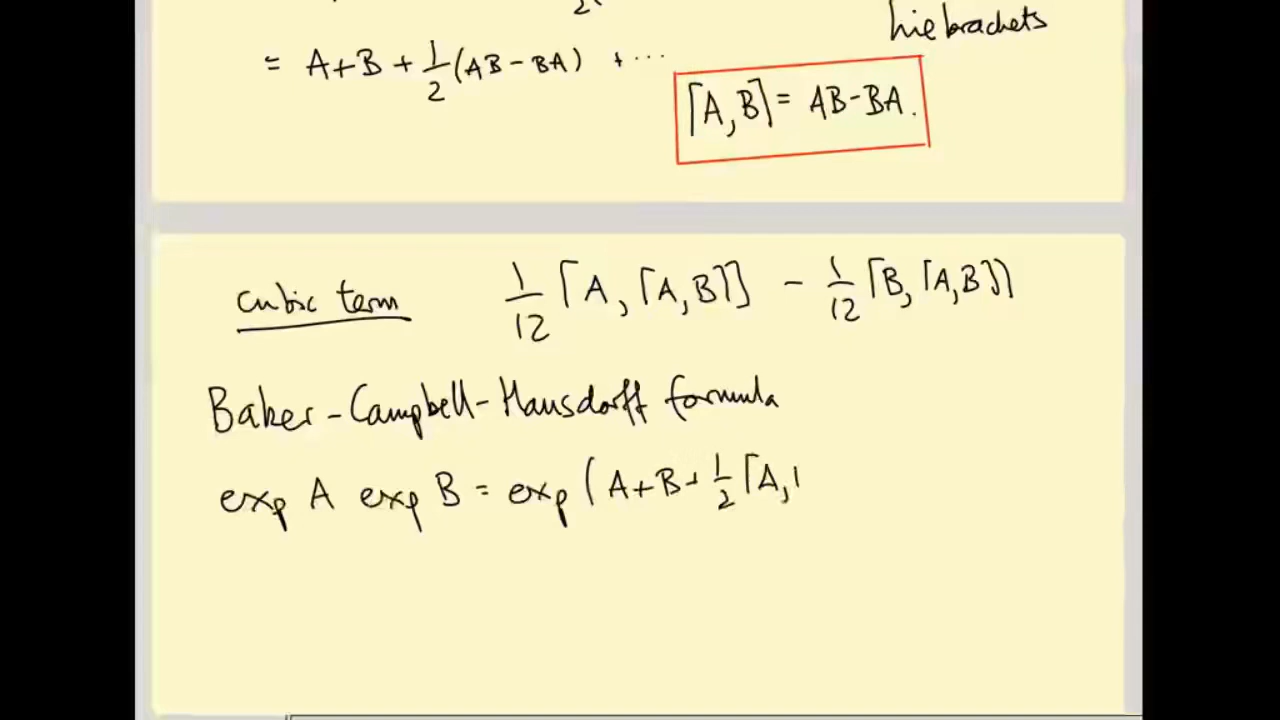 Lie brackets
= A+B + 1/2 (AB - BA) + ...
[A, B] = AB - BA.
cubic term 1/12 [A, [A, B]] - 1/12 [B, [A, B]]
Baker-Campbell-Hausdorff formula
exp A exp B = exp ( A+B + 1/2 [A,